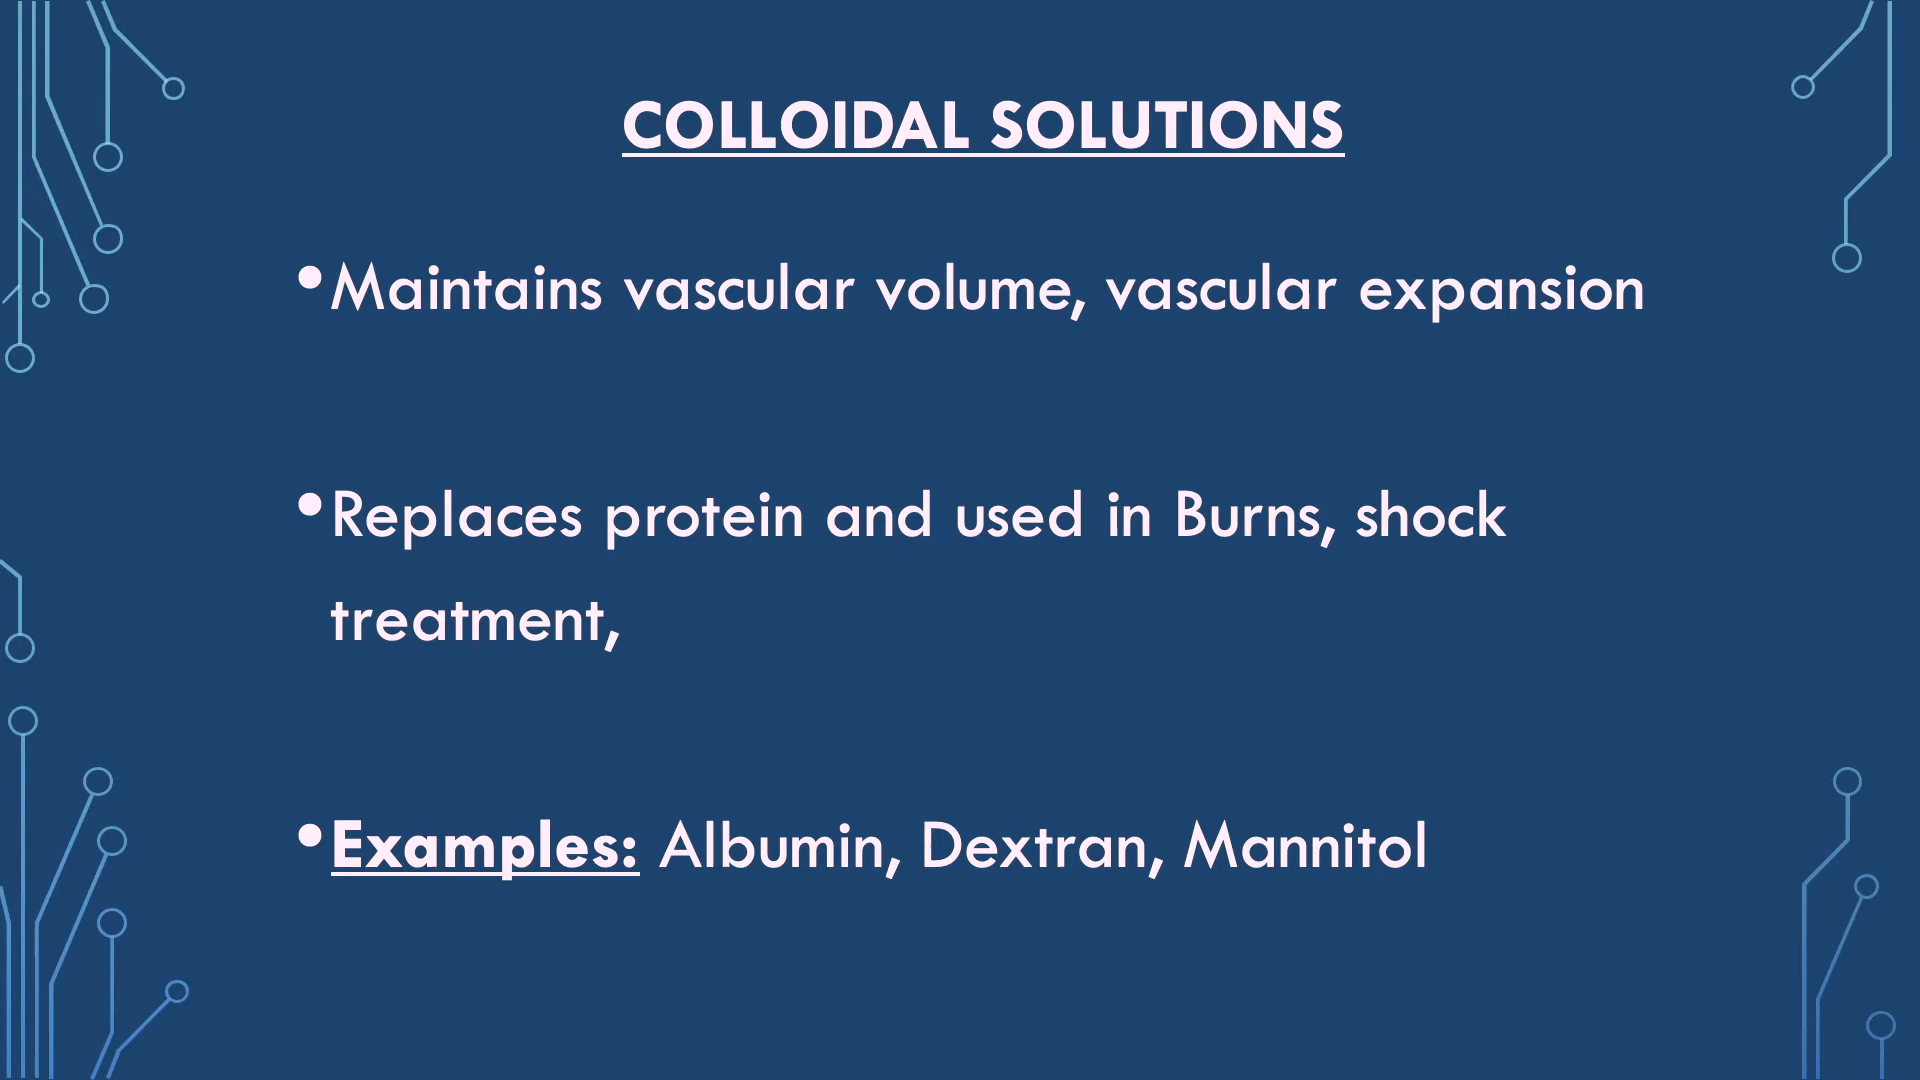 COLLOIDAL SOLUTIONS
•Maintains vascular volume, vascular expansion
•Replaces protein and used in Burns, shock
treatment,
•Examples: Albumin, Dextran, Mannitol